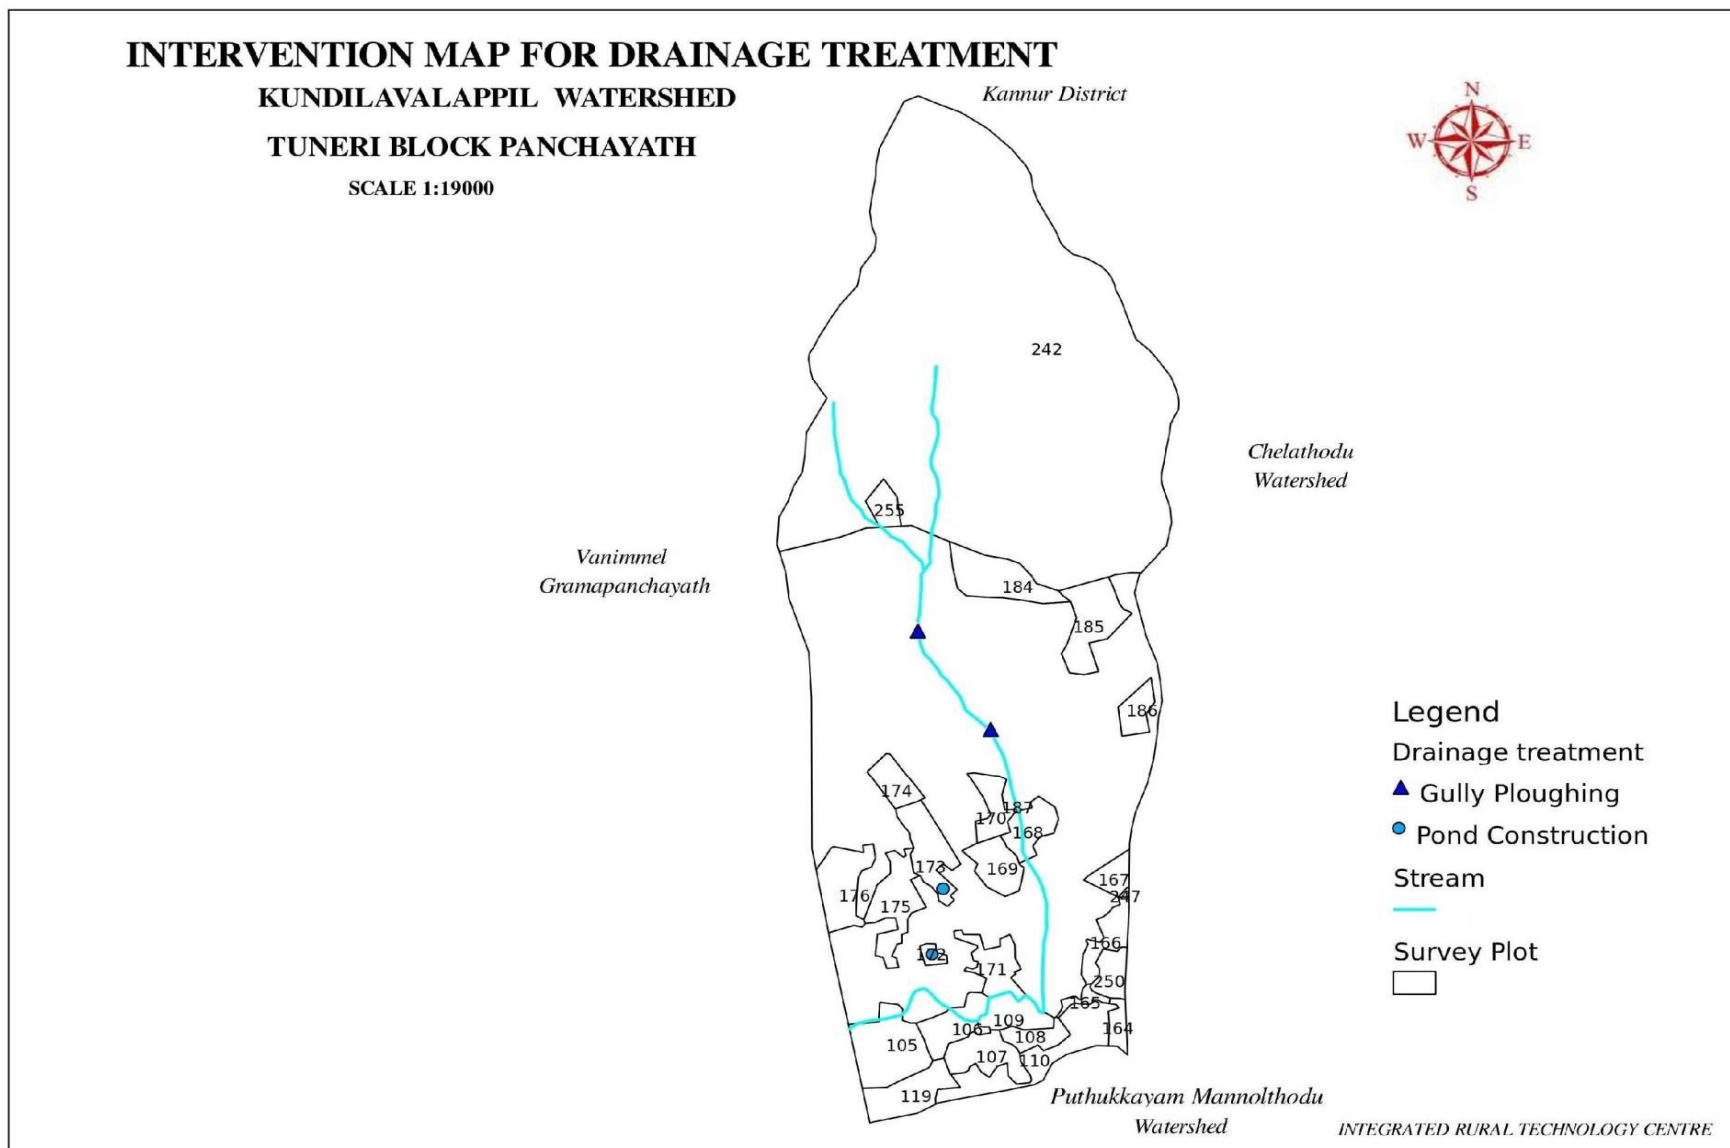 INTERVENTION MAP FOR DRAINAGE TREATMENT
KUNDILAVALAPPIL WATERSHED
TUNERI BLOCK PANCHAYATH
SCALE 1:19000
Kannur District
N
W
E
S
242
Chelathodu
Watershed
255
Vanimmel
Gramapanchayath
184
185
186
Legend
Drainage treatment
Gully Ploughing
Pond Construction
Stream
Survey Plot
174
187
170
168
173
169
167
176
175
247
166
172
171
250
165
109
106
164
105
108
107
110
119
Puthukkayam Mannolthodu
Watershed
INTEGRATED RURAL TECHNOLOGY CENTRE